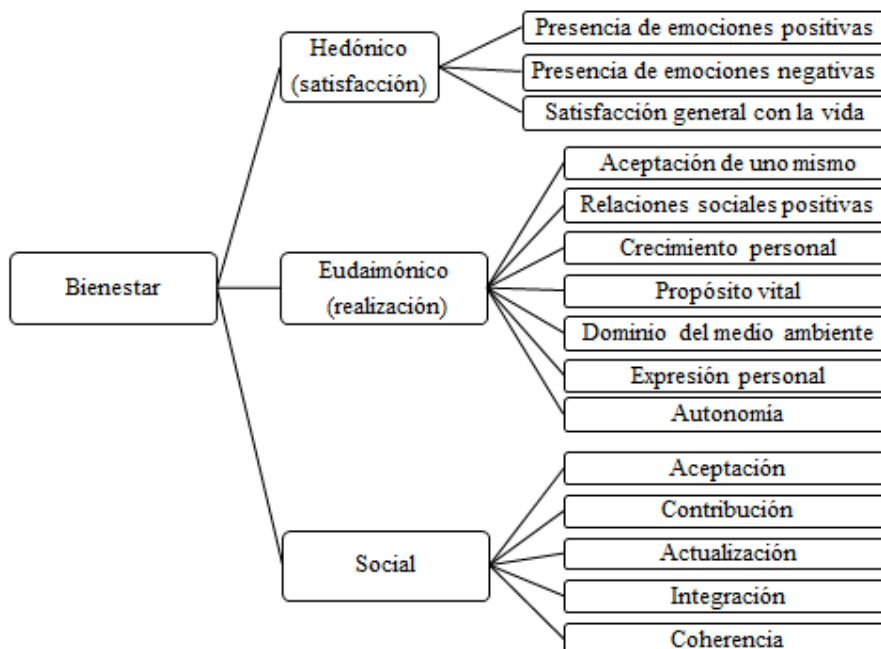 Bienestar
Hedónico
(satisfacción)
Presencia de emociones positivas
Presencia de emociones negativas
Satisfacción general con la vida
Eudaimónico
(realización)
Aceptación de uno mismo
Relaciones sociales positivas
Crecimiento personal
Propósito vital
Dominio del medio ambiente
Expresión personal
Autonomía
Social
Aceptación
Contribución
Actualización
Integración
Coherencia